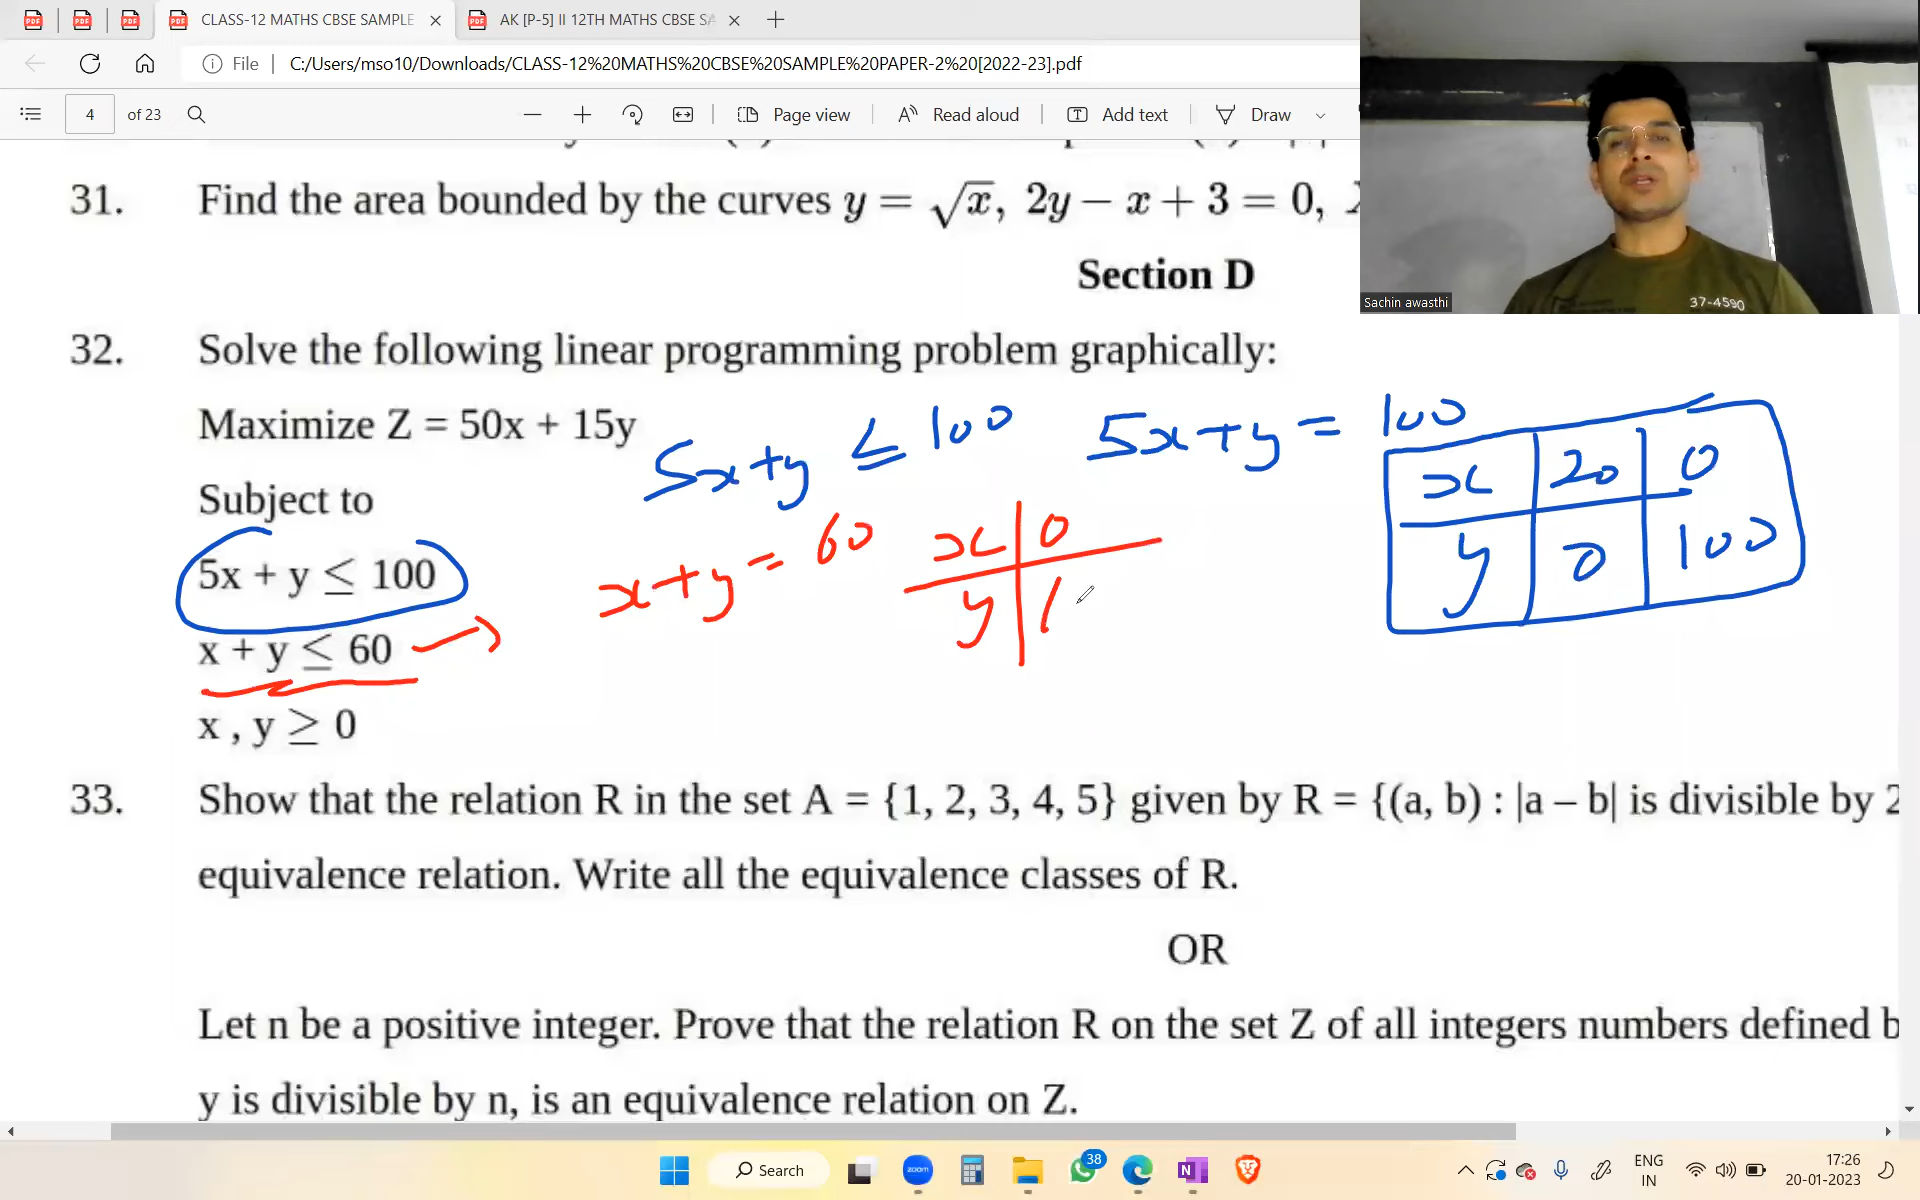 CLASS-12 MATHS CBSE SAMPLE
AK [P-5] II 12TH MATHS CBSE SA
File
C:/Users/mso10/Downloads/CLASS-12%20MATHS%20CBSE%20SAMPLE%20PAPER-2%20[2022-23].pdf
4 of 23
Page view
Read aloud
Add text
Draw
Sachin awasthi
37-4590
31. Find the area bounded by the curves y = √x, 2y − x + 3 = 0,
Section D
32. Solve the following linear programming problem graphically:
Maximize Z = 50x + 15y
5x+y ≤ 100
5x+y = 100
x 20 0
y 0 100
Subject to
5x + y ≤ 100
x+y = 60
x 0
y
x + y ≤ 60
x , y ≥ 0
33. Show that the relation R in the set A = {1, 2, 3, 4, 5} given by R = {(a, b) : |a – b| is divisible by 2
equivalence relation. Write all the equivalence classes of R.
OR
Let n be a positive integer. Prove that the relation R on the set Z of all integers numbers defined b
y is divisible by n, is an equivalence relation on Z.
Search
zoom
38
N
ENG
IN
17:26
20-01-2023